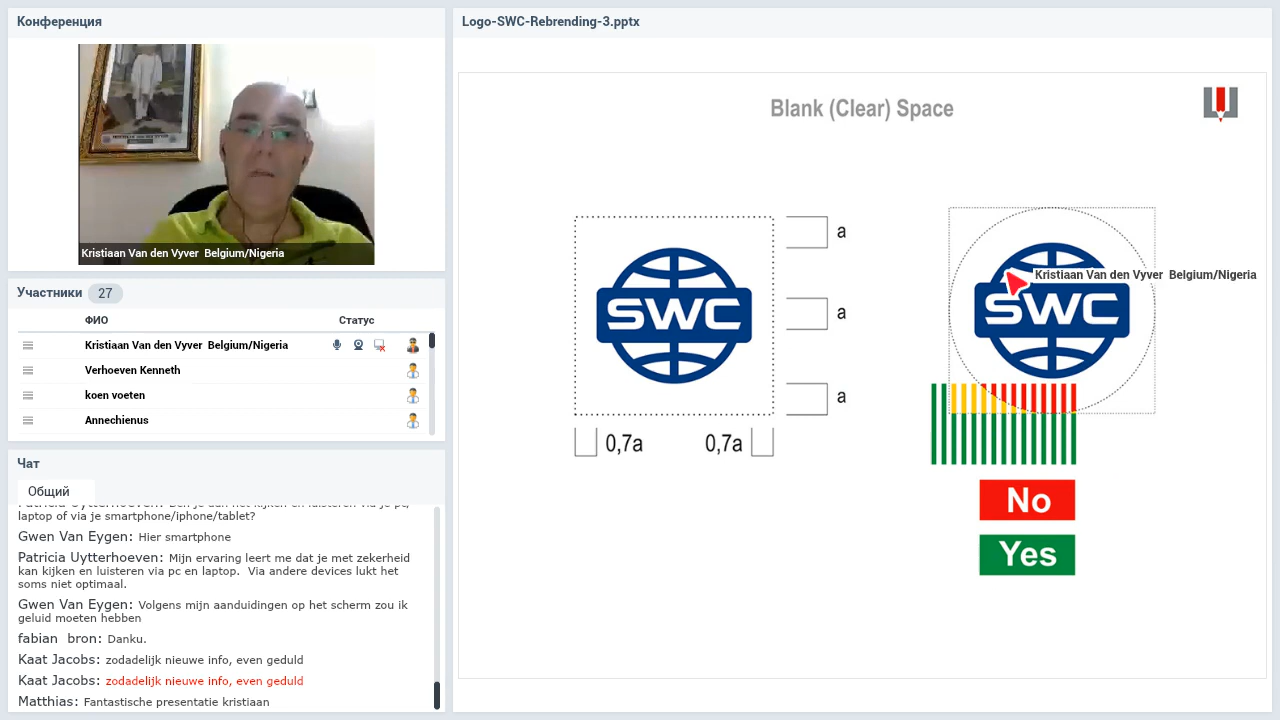 Конференция
Kristiaan Van den Vyver  Belgium/Nigeria
Участники 27
ФИО Статус
Kristiaan Van den Vyver  Belgium/Nigeria
Verhoeven Kenneth
koen voeten
Annechienus
Чат
Общий
laptop of via je smartphone/iphone/tablet?
Gwen Van Eygen: Hier smartphone
Patricia Uytterhoeven: Mijn ervaring leert me dat je met zekerheid
kan kijken en luisteren via pc en laptop.  Via andere devices lukt het
soms niet optimaal.
Gwen Van Eygen: Volgens mijn aanduidingen op het scherm zou ik
geluid moeten hebben
fabian  bron: Danku.
Kaat Jacobs: zodadelijk nieuwe info, even geduld
Kaat Jacobs: zodadelijk nieuwe info, even geduld
Matthias: Fantastische presentatie kristiaan
Logo-SWC-Rebrending-3.pptx
Blank (Clear) Space
SWC
a
a
a
0,7a 0,7a
SWC
Kristiaan Van den Vyver  Belgium/Nigeria
No
Yes